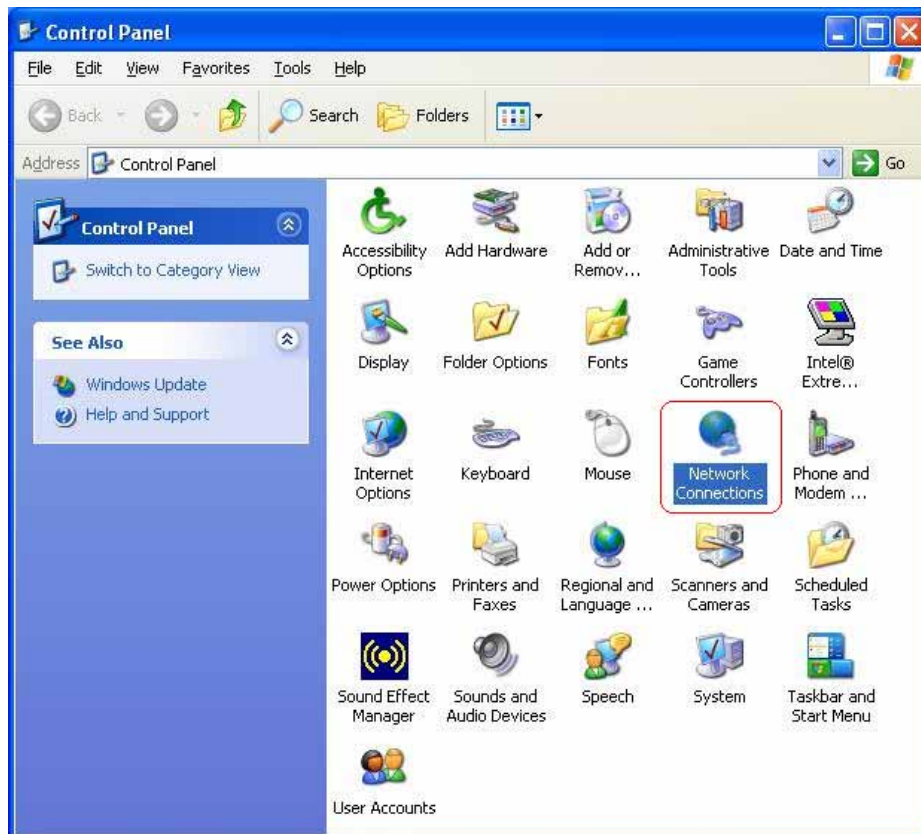 Control Panel
File Edit View Favorites Tools Help
Back Search Folders
Address Control Panel Go
Control Panel
Switch to Category View
See Also
Windows Update
Help and Support
Accessibility Options
Add Hardware
Add or Remov...
Administrative Tools
Date and Time
Display
Folder Options
Fonts
Game Controllers
Intel® Extre...
Internet Options
Keyboard
Mouse
Network Connections
Phone and Modem ...
Power Options
Printers and Faxes
Regional and Language ...
Scanners and Cameras
Scheduled Tasks
Sound Effect Manager
Sounds and Audio Devices
Speech
System
Taskbar and Start Menu
User Accounts